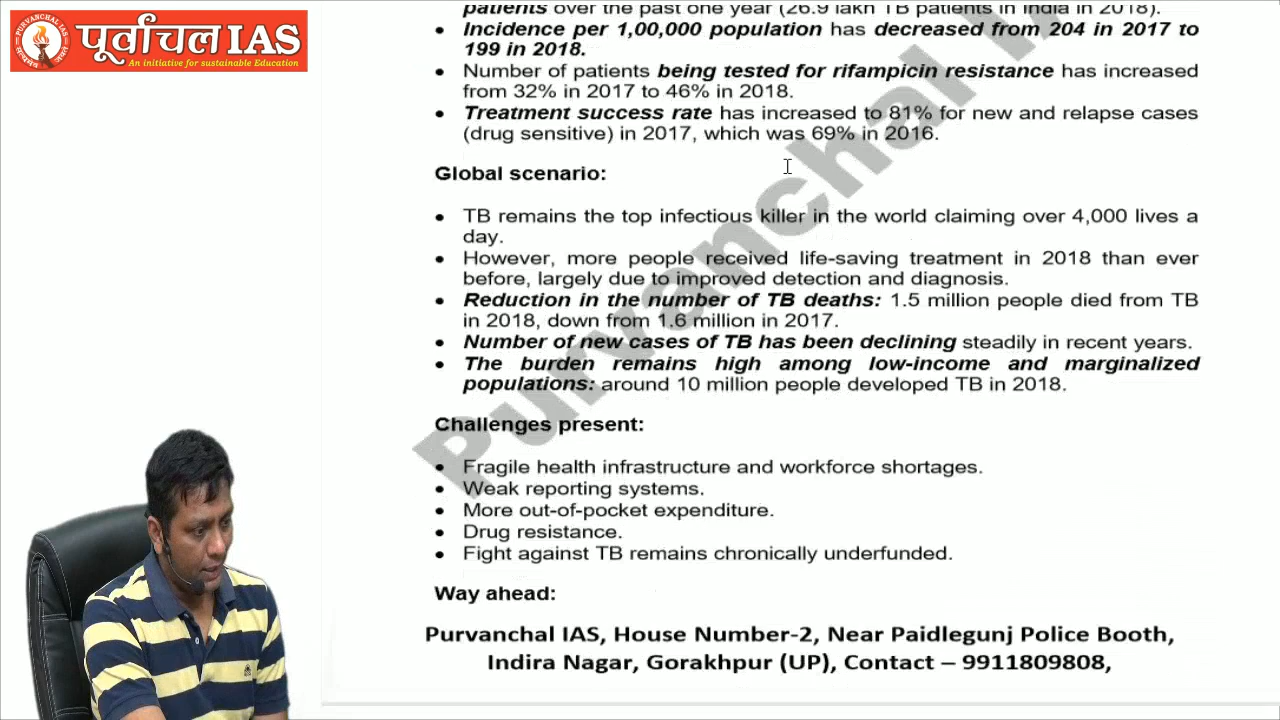 पूर्वांचल IAS
An initiative for sustainable Education
patients over the past one year (26.9 lakh TB patients in India in 2018).
• Incidence per 1,00,000 population has decreased from 204 in 2017 to
199 in 2018.
• Number of patients being tested for rifampicin resistance has increased
from 32% in 2017 to 46% in 2018.
• Treatment success rate has increased to 81% for new and relapse cases
(drug sensitive) in 2017, which was 69% in 2016.
Global scenario:
• TB remains the top infectious killer in the world claiming over 4,000 lives a
day.
• However, more people received life-saving treatment in 2018 than ever
before, largely due to improved detection and diagnosis.
• Reduction in the number of TB deaths: 1.5 million people died from TB
in 2018, down from 1.6 million in 2017.
• Number of new cases of TB has been declining steadily in recent years.
• The burden remains high among low-income and marginalized
populations: around 10 million people developed TB in 2018.
Challenges present:
• Fragile health infrastructure and workforce shortages.
• Weak reporting systems.
• More out-of-pocket expenditure.
• Drug resistance.
• Fight against TB remains chronically underfunded.
Way ahead:
Purvanchal IAS, House Number-2, Near Paidlegunj Police Booth,
Indira Nagar, Gorakhpur (UP), Contact – 9911809808,
Purvanchal IA